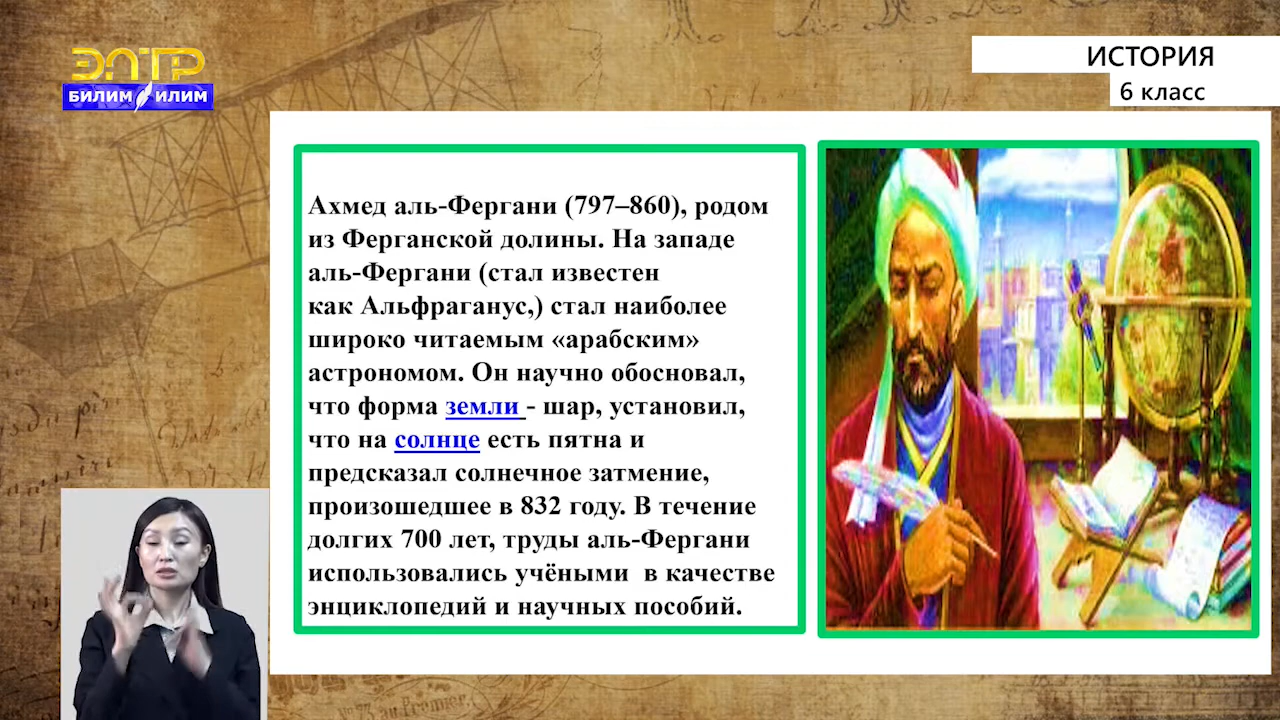 ЭЛТР
БИЛИМ ИЛИМ
ИСТОРИЯ
6 класс
Ахмед аль-Фергани (797–860), родом
из Ферганской долины. На западе
аль-Фергани (стал известен
как Альфраганус,) стал наиболее
широко читаемым «арабским»
астрономом. Он научно обосновал,
что форма земли - шар, установил,
что на солнце есть пятна и
предсказал солнечное затмение,
произошедшее в 832 году. В течение
долгих 700 лет, труды аль-Фергани
использовались учёными  в качестве
энциклопедий и научных пособий.